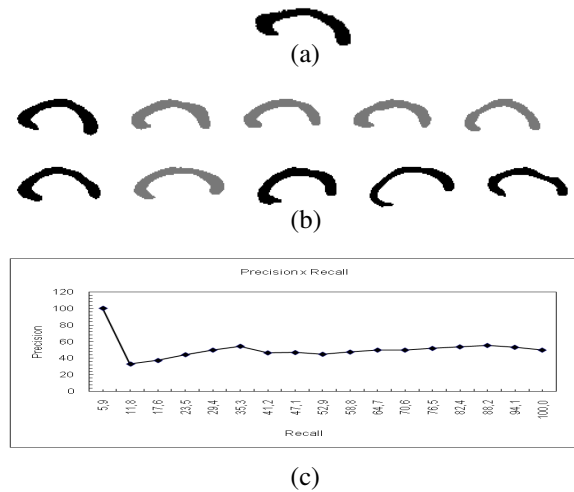 (a)
(b)
Precision x Recall
120
100
80
60
40
20
0
Precision
5,9 11,8 17,6 23,5 29,4 35,3 41,2 47,1 52,9 58,8 64,7 70,6 76,5 82,4 88,2 94,1 100,0
Recall
(c)